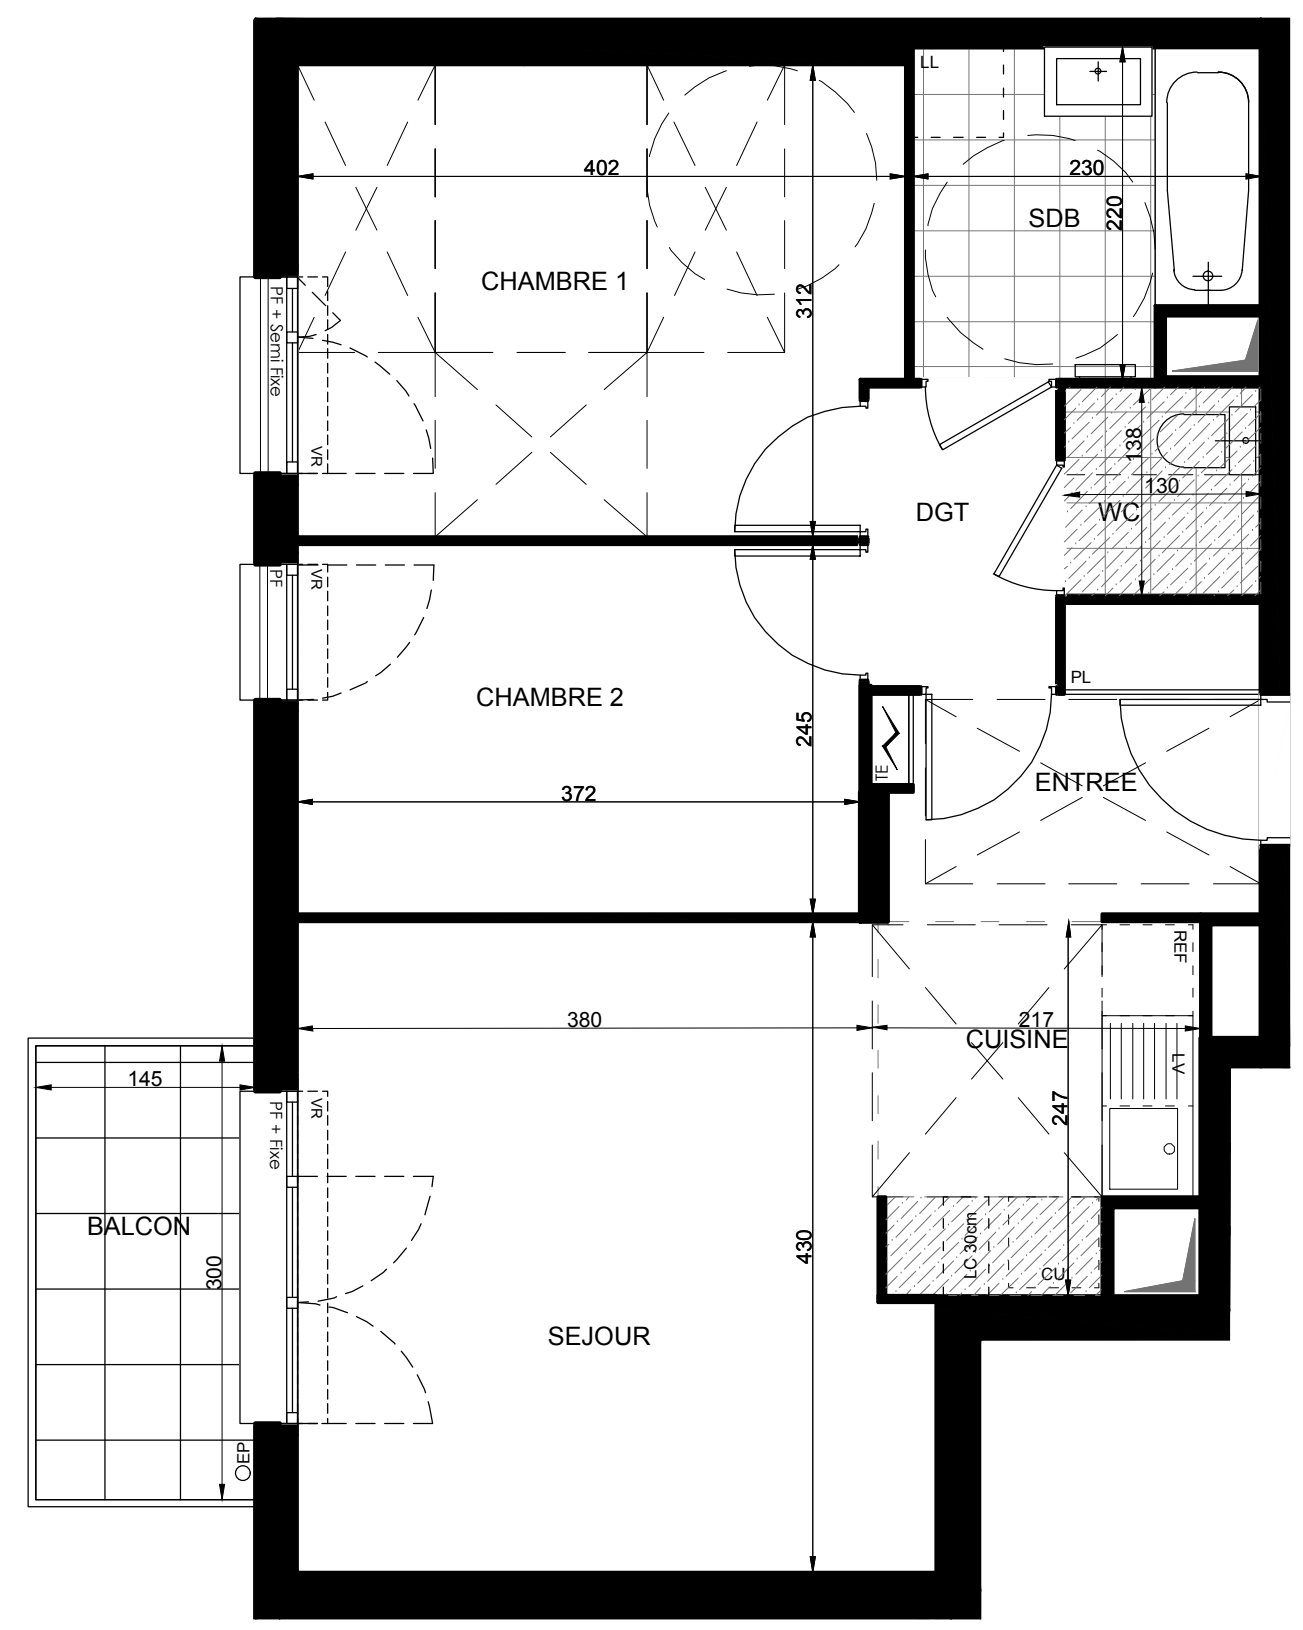 LL
402
230
SDB
220
CHAMBRE 1
312
PF + Semi Fixe
VR
138
130
DGT
WC
PF
VR
PL
CHAMBRE 2
245
TE
ENTREE
372
REF
380
217
CUISINE
LV
145
PF + Fixe
VR
247
BALCON
300
430
LC 30cm
CU
SEJOUR
EP